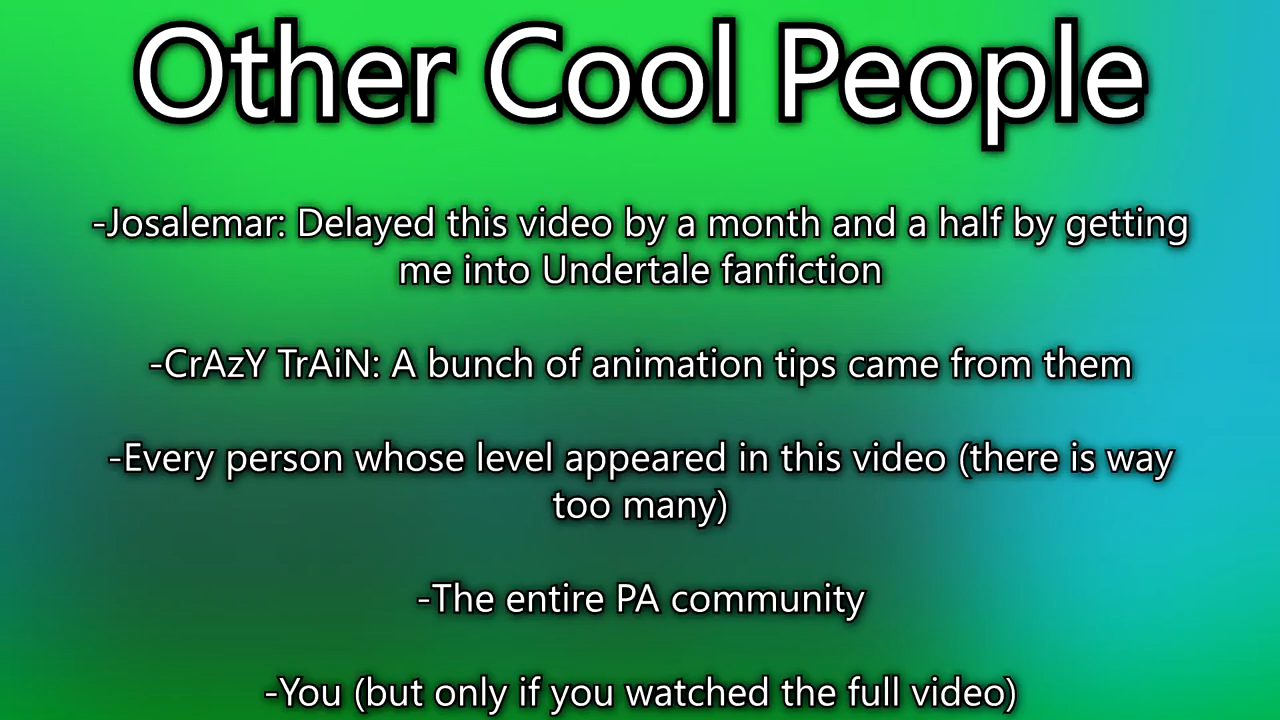 Other Cool People
-Josalemar: Delayed this video by a month and a half by getting
me into Undertale fanfiction
-CrAzY TrAiN: A bunch of animation tips came from them
-Every person whose level appeared in this video (there is way
too many)
-The entire PA community
-You (but only if you watched the full video)